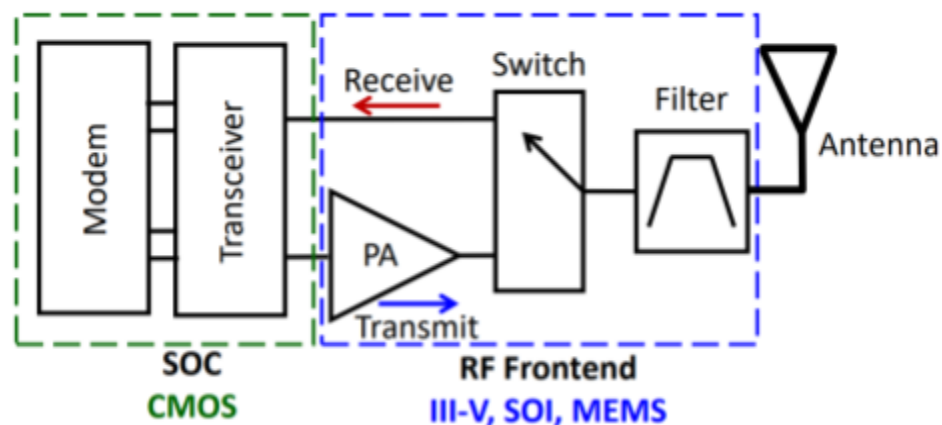 Modem
Transceiver
Receive
Switch
Filter
Antenna
PA
Transmit
SOC
CMOS
RF Frontend
III-V, SOI, MEMS